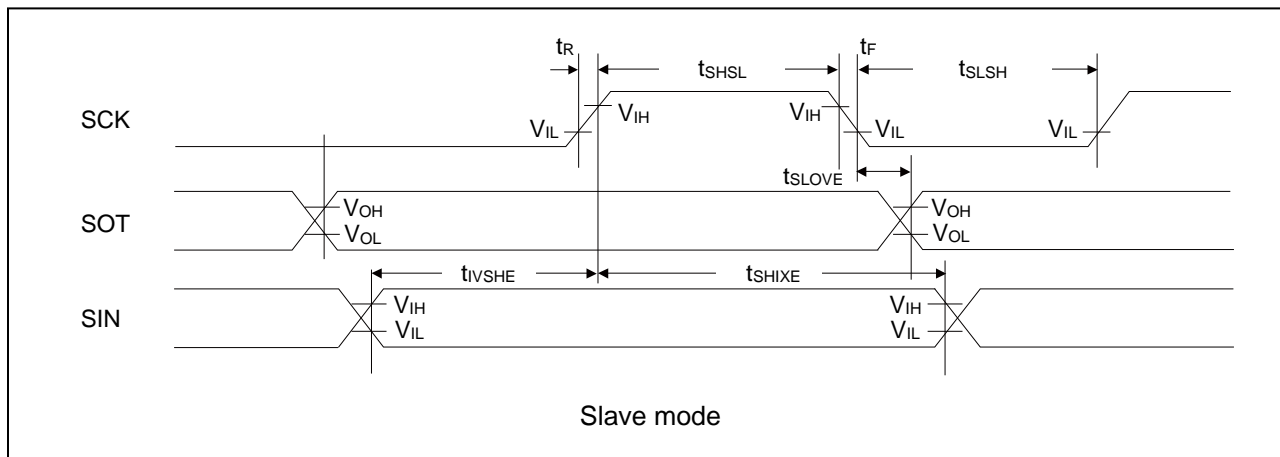 tR
tSHSL
tF
tSLSH
SCK
VIL
VIH
VIH
VIL
VIL
tSLOVE
SOT
VOH
VOL
VOH
VOL
tIVSHE
tSHIXE
SIN
VIH
VIL
VIH
VIL
Slave mode